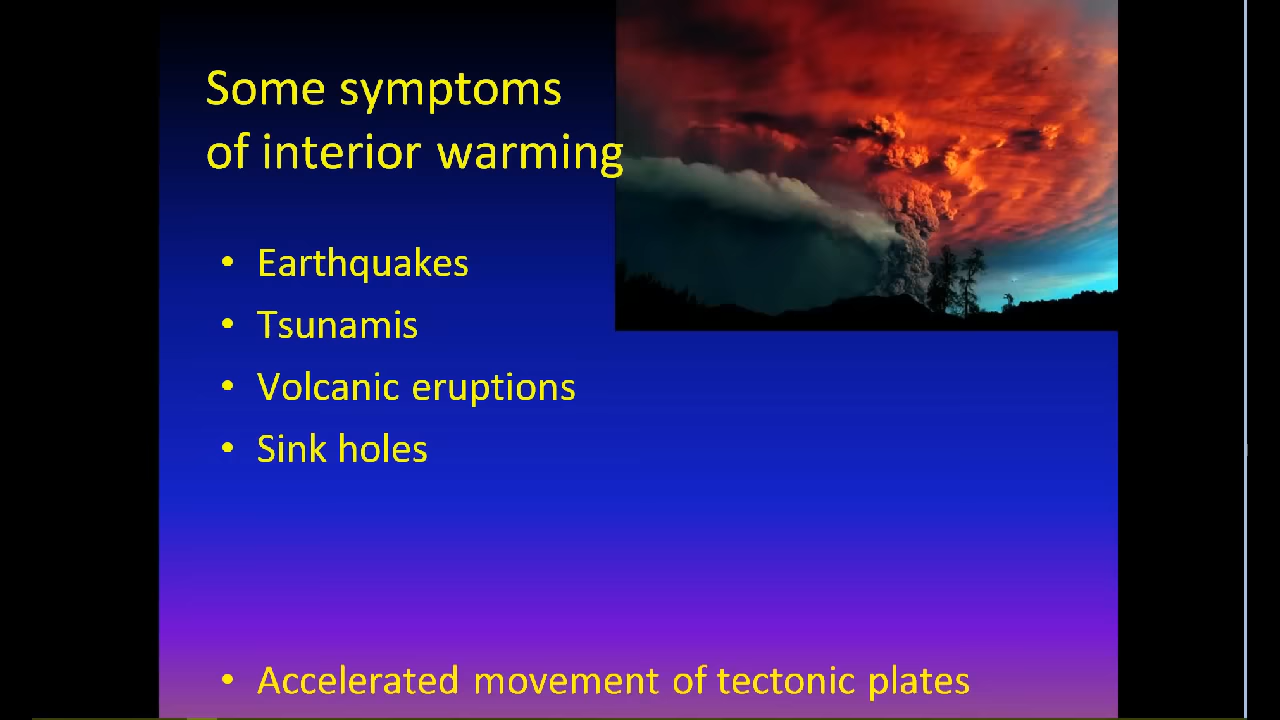 Some symptoms
of interior warming
• Earthquakes
• Tsunamis
• Volcanic eruptions
• Sink holes
• Accelerated movement of tectonic plates